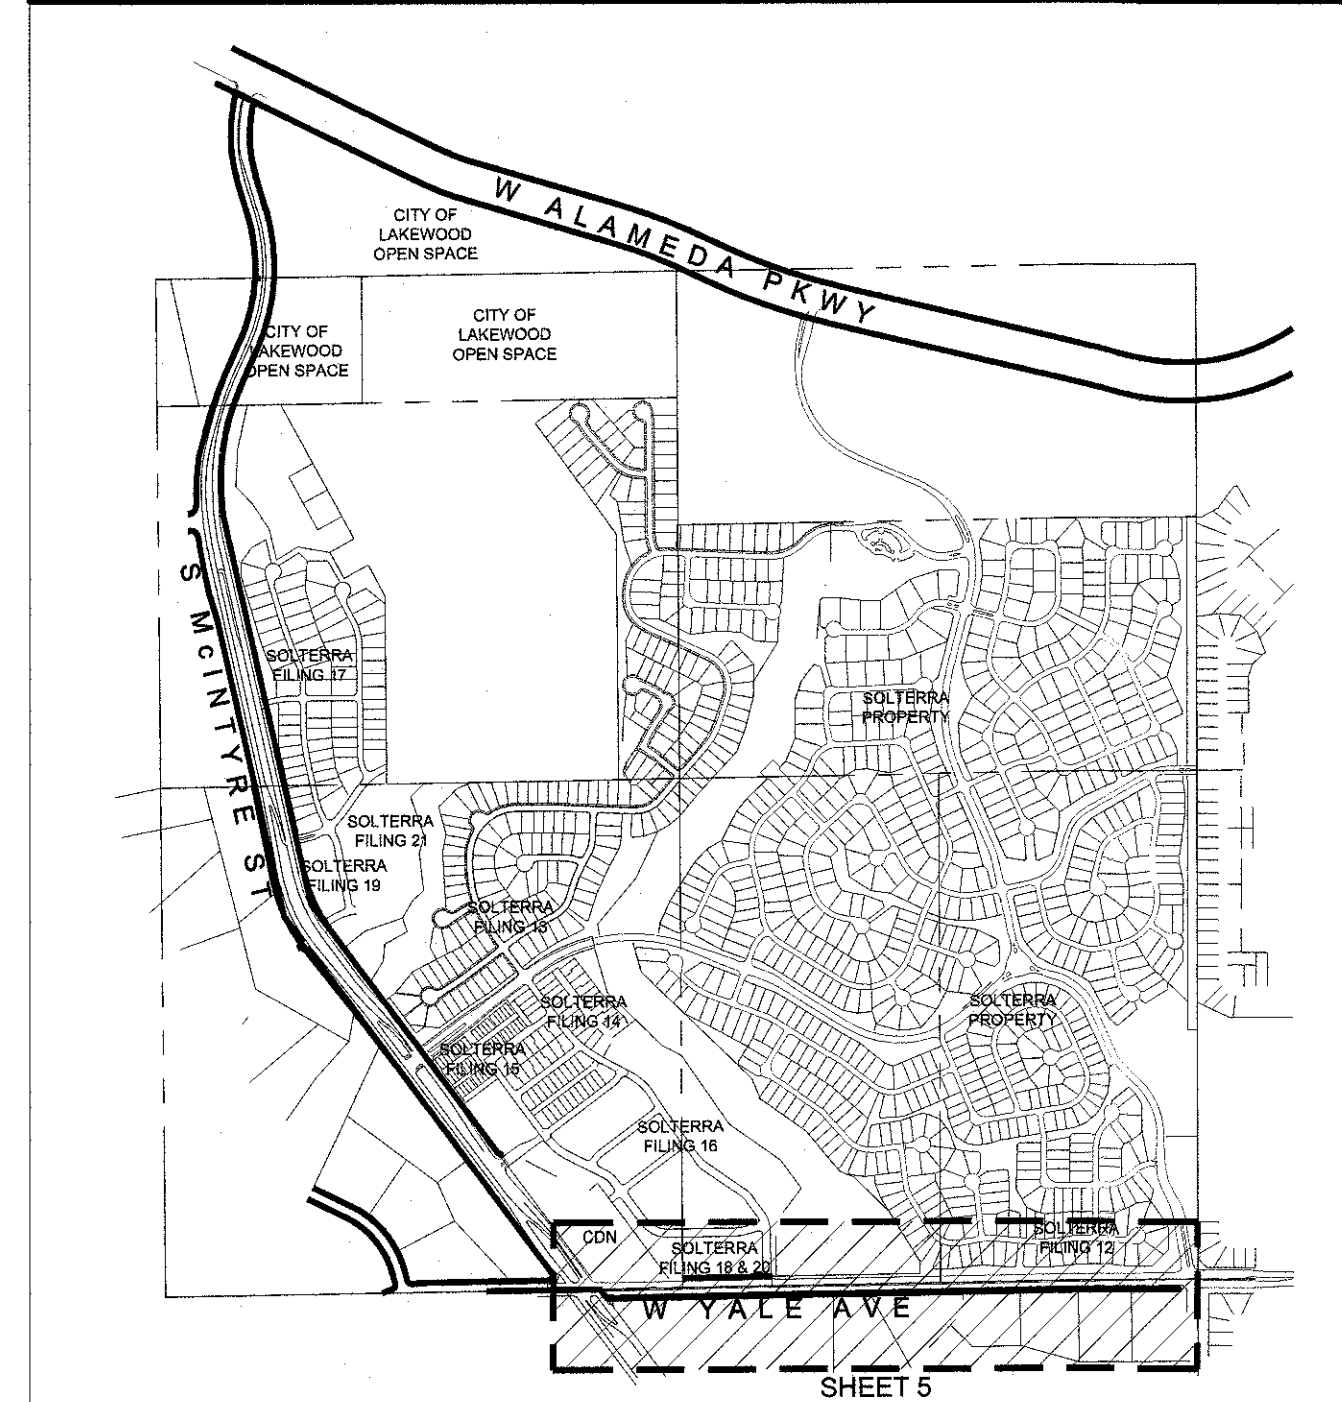 W ALAMEDA PKWY
CITY OF
LAKEWOOD
OPEN SPACE
CITY OF
LAKEWOOD
OPEN SPACE
CITY OF
LAKEWOOD
OPEN SPACE
S McINTYRE ST
SOLTERRA
FILING 17
SOLTERRA
PROPERTY
SOLTERRA
FILING 21
SOLTERRA
FILING 19
SOLTERRA
FILING 13
SOLTERRA
FILING 14
SOLTERRA
PROPERTY
SOLTERRA
FILING 15
SOLTERRA
FILING 16
CDN
SOLTERRA
FILING 18 & 20
SOLTERRA
FILING 12
W YALE AVE
SHEET 5